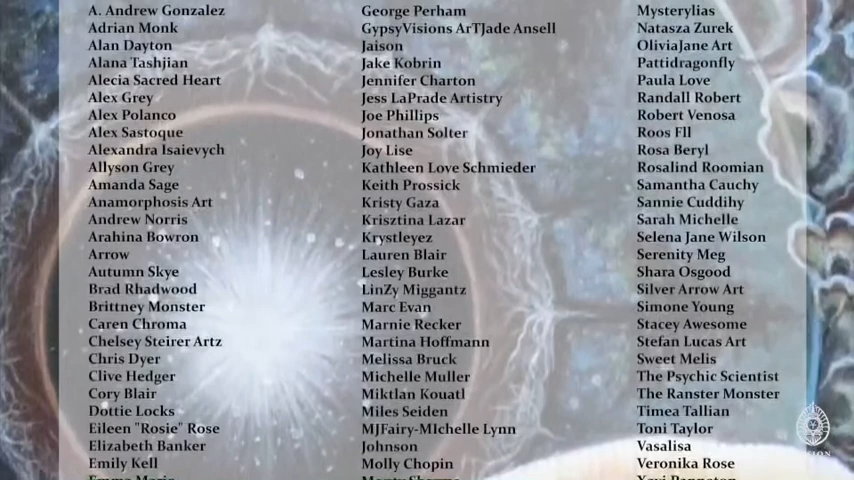 A. Andrew Gonzalez
Adrian Monk
Alan Dayton
Alana Tashjian
Alecia Sacred Heart
Alex Grey
Alex Polanco
Alex Sastoque
Alexandra Isaievych
Allyson Grey
Amanda Sage
Anamorphosis Art
Andrew Norris
Arahina Bowron
Arrow
Autumn Skye
Brad Rhadwood
Brittney Monster
Caren Chroma
Chelsey Steirer Artz
Chris Dyer
Clive Hedger
Cory Blair
Dottie Locks
Eileen "Rosie" Rose
Elizabeth Banker
Emily Kell
George Perham
GypsyVisions ArTJade Ansell
Jaison
Jake Kobrin
Jennifer Charton
Jess LaPrade Artistry
Joe Phillips
Jonathan Solter
Joy Lise
Kathleen Love Schmieder
Keith Prossick
Kristy Gaza
Krisztina Lazar
Krystleyez
Lauren Blair
Lesley Burke
LinZy Miggantz
Marc Evan
Marnie Recker
Martina Hoffmann
Melissa Bruck
Michelle Muller
Miktlan Kouatl
Miles Seiden
MJFairy-MIchelle Lynn
Johnson
Molly Chopin
Mysterylias
Natasza Zurek
OliviaJane Art
Pattidragonfly
Paula Love
Randall Robert
Robert Venosa
Roos Fll
Rosa Beryl
Rosalind Roomian
Samantha Cauchy
Sannie Cuddihy
Sarah Michelle
Selena Jane Wilson
Serenity Meg
Shara Osgood
Silver Arrow Art
Simone Young
Stacey Awesome
Stefan Lucas Art
Sweet Melis
The Psychic Scientist
The Ranster Monster
Timea Tallian
Toni Taylor
Vasalisa
Veronika Rose